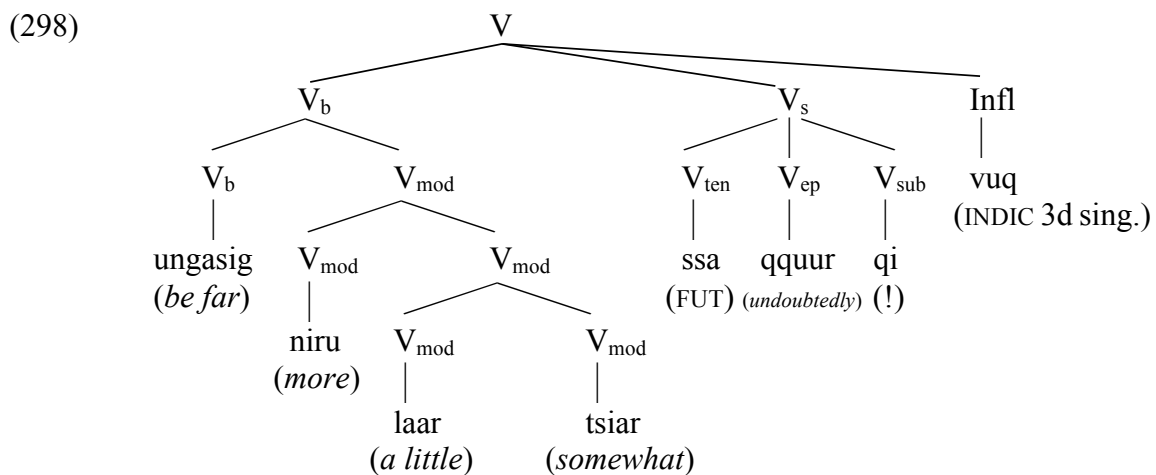 (298) V
V_b V_s Infl
V_b V_mod V_ten V_ep V_sub vuq
(INDIC 3d sing.)
ungasig V_mod V_mod ssa qquur qi
(be far) (FUT) (undoubtedly) (!)
niru V_mod V_mod
(more)
laar tsiar
(a little) (somewhat)